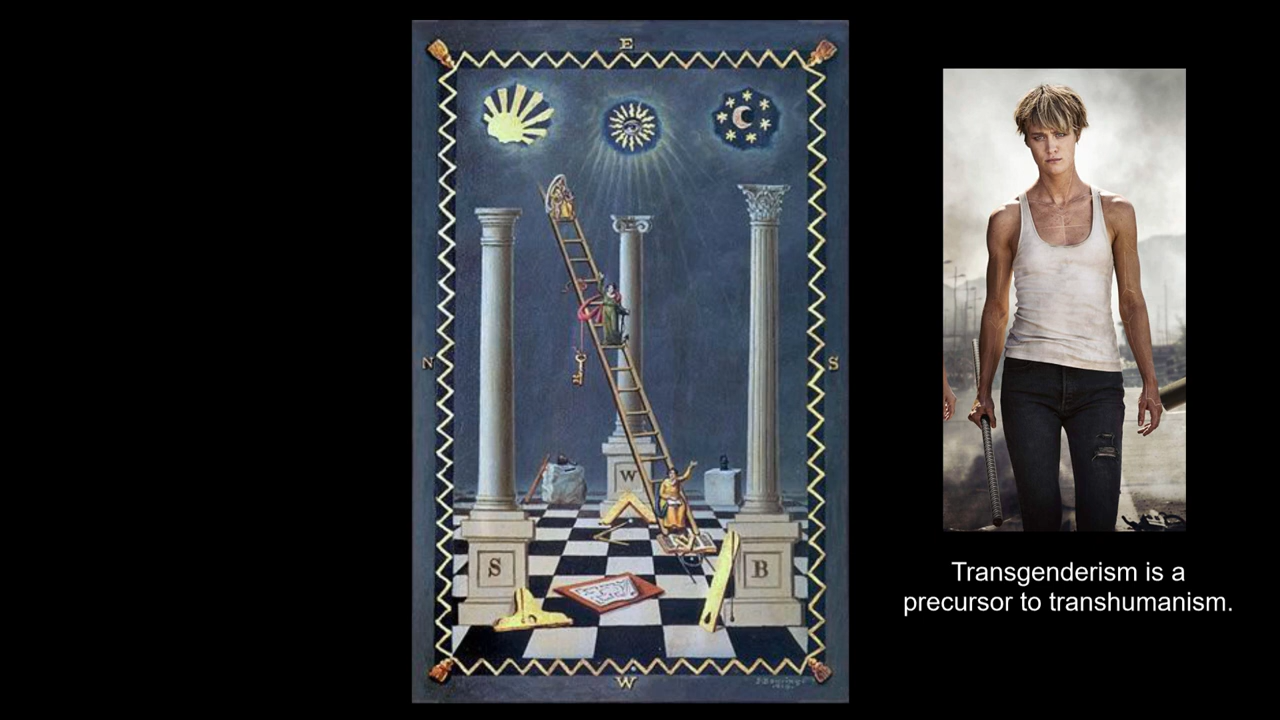 E
N
S
W
S
B
W
Transgenderism is a
precursor to transhumanism.